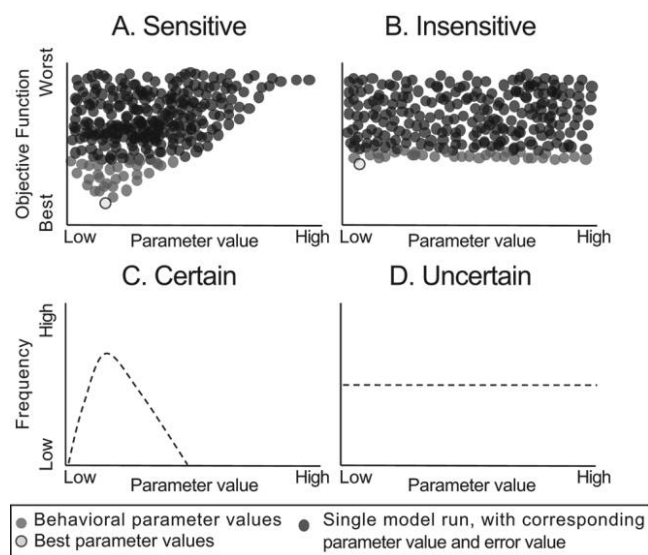 A. Sensitive
B. Insensitive
Objective Function
Worst
Best
Low
Parameter value
High
Low
Parameter value
High
C. Certain
D. Uncertain
Frequency
High
Low
Low
Parameter value
High
Low
Parameter value
High
Behavioral parameter values
Best parameter values
Single model run, with corresponding
parameter value and error value